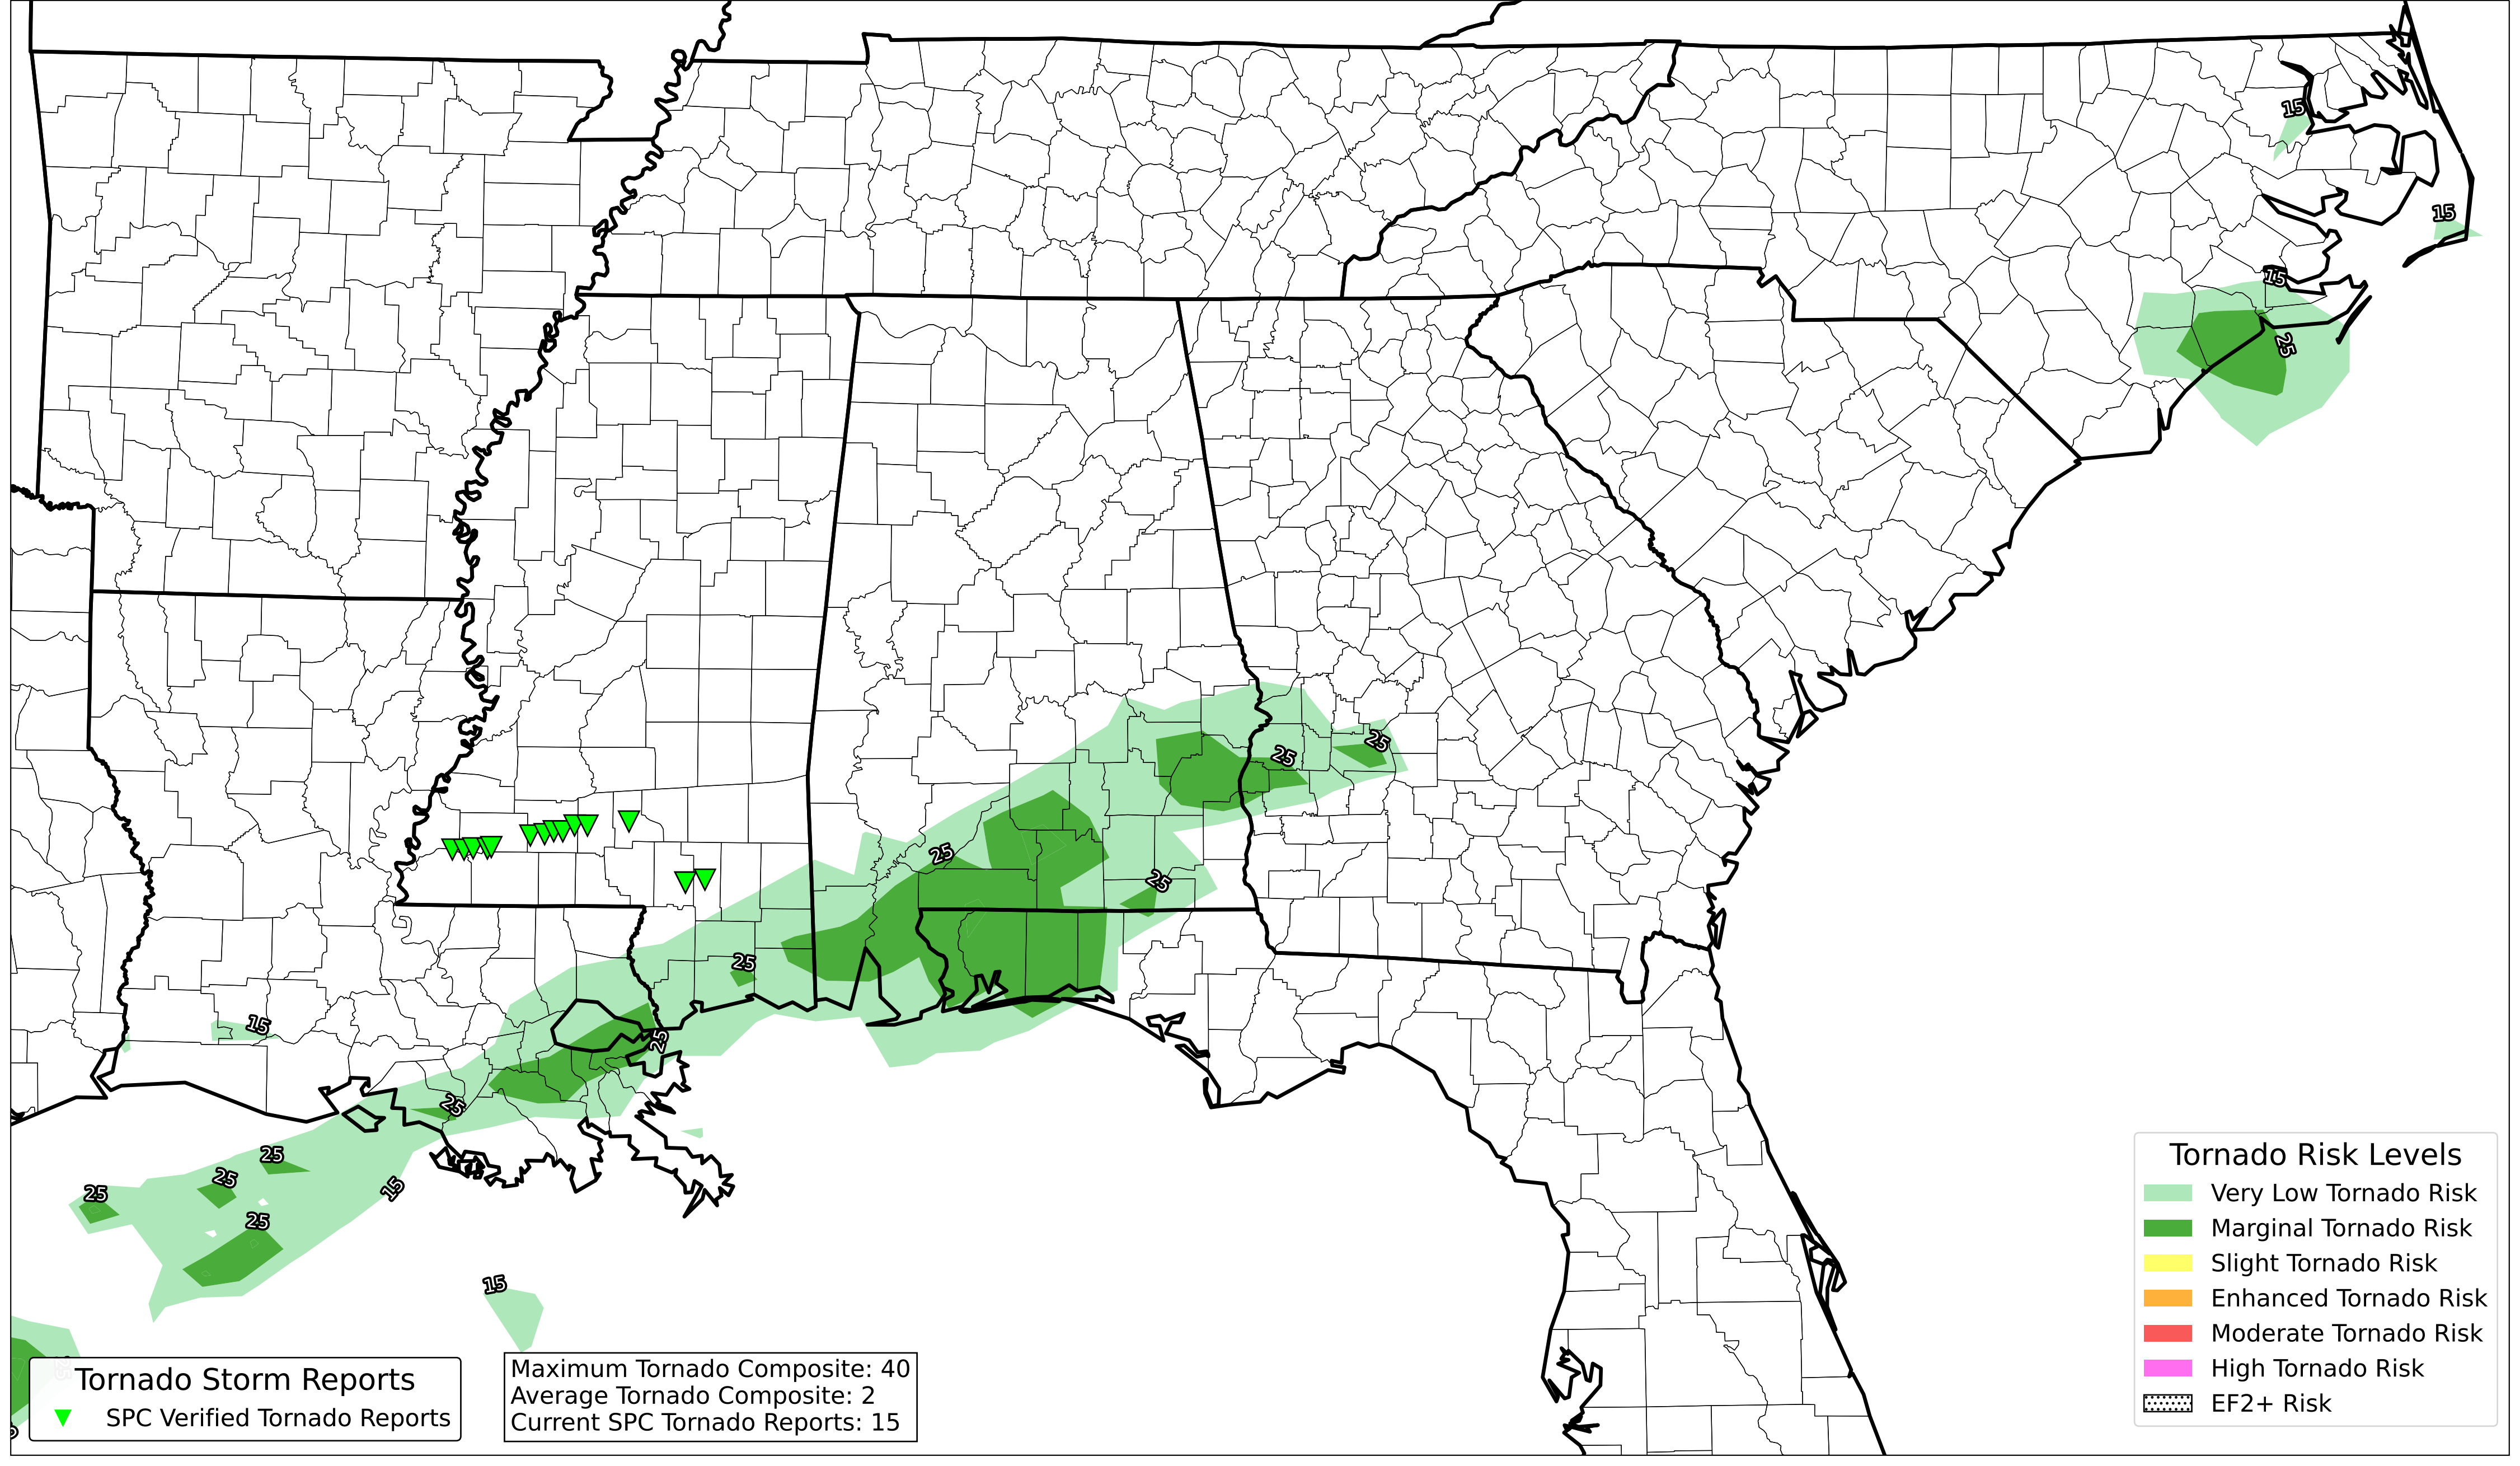 15
15
15
25
25
25
25
25
25
15
25
25
25
25
25
15
25
15
Tornado Risk Levels
Very Low Tornado Risk
Marginal Tornado Risk
Slight Tornado Risk
Enhanced Tornado Risk
Moderate Tornado Risk
High Tornado Risk
EF2+ Risk
Tornado Storm Reports
SPC Verified Tornado Reports
Maximum Tornado Composite: 40
Average Tornado Composite: 2
Current SPC Tornado Reports: 15